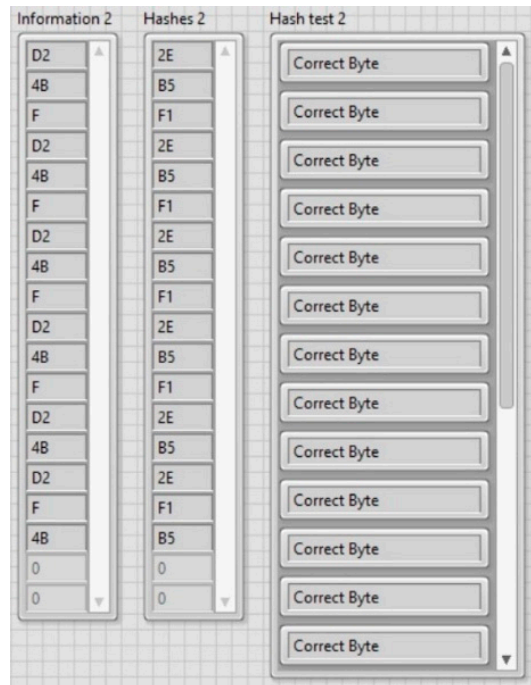 Information 2 Hashes 2 Hash test 2
D2 2E Correct Byte
4B B5 Correct Byte
F F1 Correct Byte
D2 2E Correct Byte
4B B5 Correct Byte
F F1 Correct Byte
D2 2E Correct Byte
4B B5 Correct Byte
F F1 Correct Byte
D2 2E Correct Byte
4B B5 Correct Byte
F F1 Correct Byte
D2 2E Correct Byte
4B B5
D2 2E
F F1
4B B5
0 0
0 0